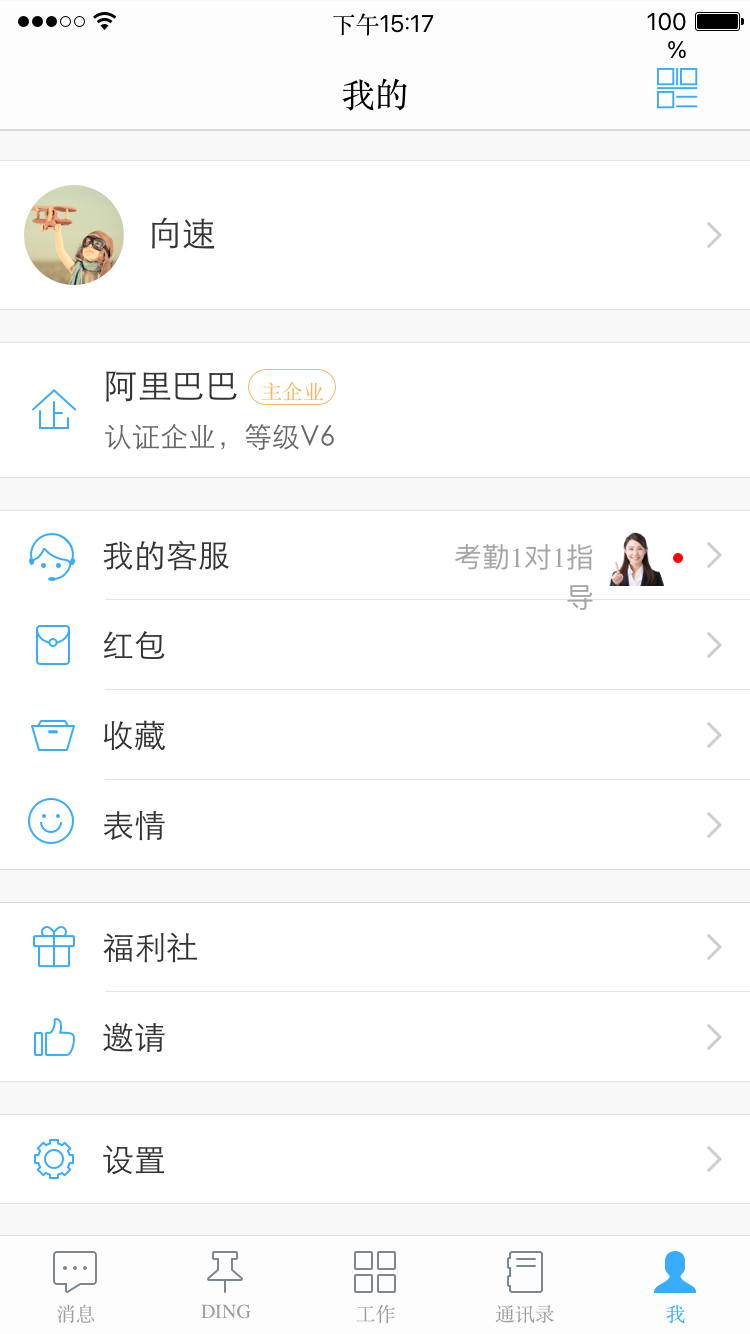 下午15:17
100
%
我的
向速
阿里巴巴 主企业
认证企业，等级V6
我的客服 考勤1对1指
导
红包
收藏
表情
福利社
邀请
设置
消息 DING 工作 通讯录 我